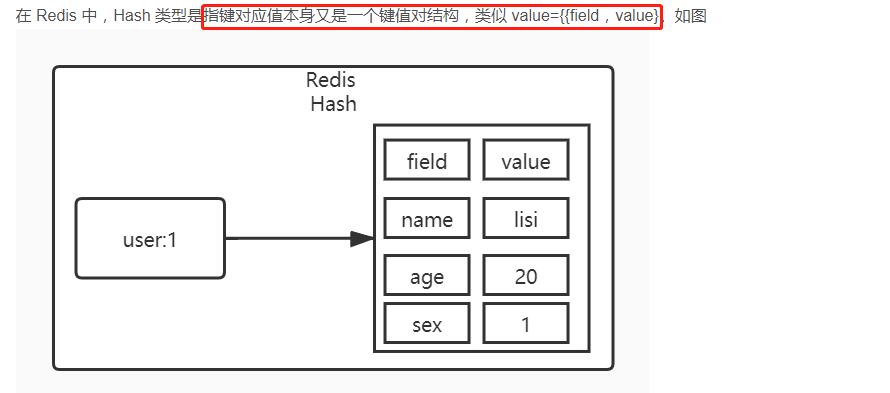 在 Redis 中，Hash 类型是指键对应值本身又是一个键值对结构，类似 value={{field，value}，如图
Redis
Hash
field value
user:1
name lisi
age 20
sex 1